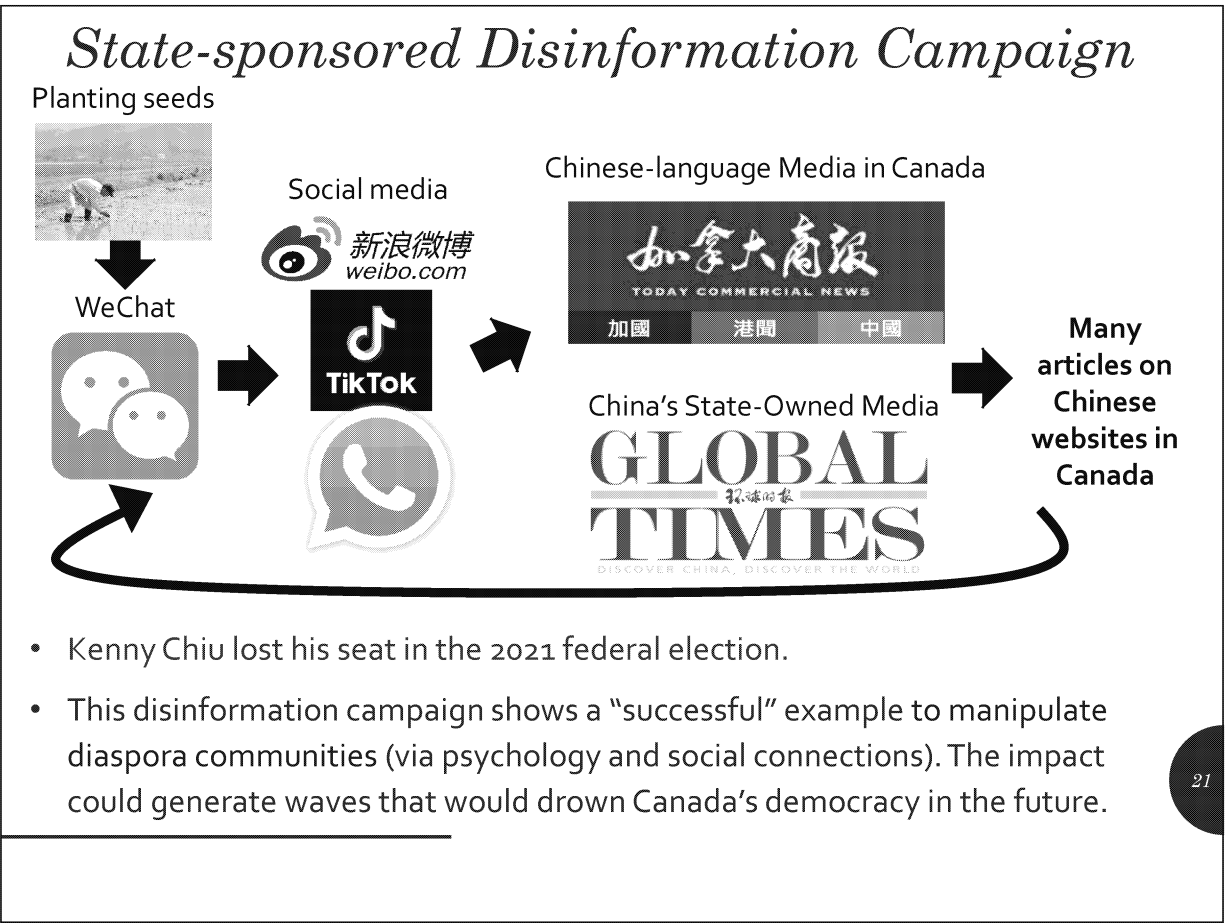 State-sponsored Disinformation Campaign
Planting seeds
WeChat
Social media
新浪微博
weibo.com
TikTok
Chinese-language Media in Canada
加拿大商報
TODAY COMMERCIAL NEWS
加國 港聞 中國
China's State-Owned Media
GLOBAL
环球时报
TIMES
DISCOVER CHINA, DISCOVER THE WORLD
Many
articles on
Chinese
websites in
Canada
• Kenny Chiu lost his seat in the 2021 federal election.
• This disinformation campaign shows a “successful” example to manipulate
diaspora communities (via psychology and social connections). The impact
could generate waves that would drown Canada’s democracy in the future.
21